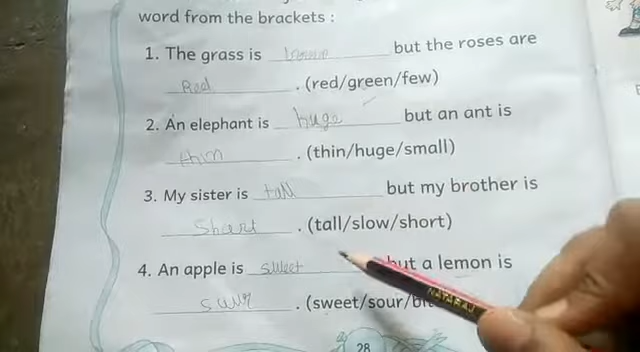 word from the brackets :
1. The grass is but the roses are
Red . (red/green/few)
2. An elephant is huge but an ant is
thin . (thin/huge/small)
3. My sister is tall but my brother is
Short . (tall/slow/short)
4. An apple is sweet but a lemon is
sour . (sweet/sour/
NATARAJ
28